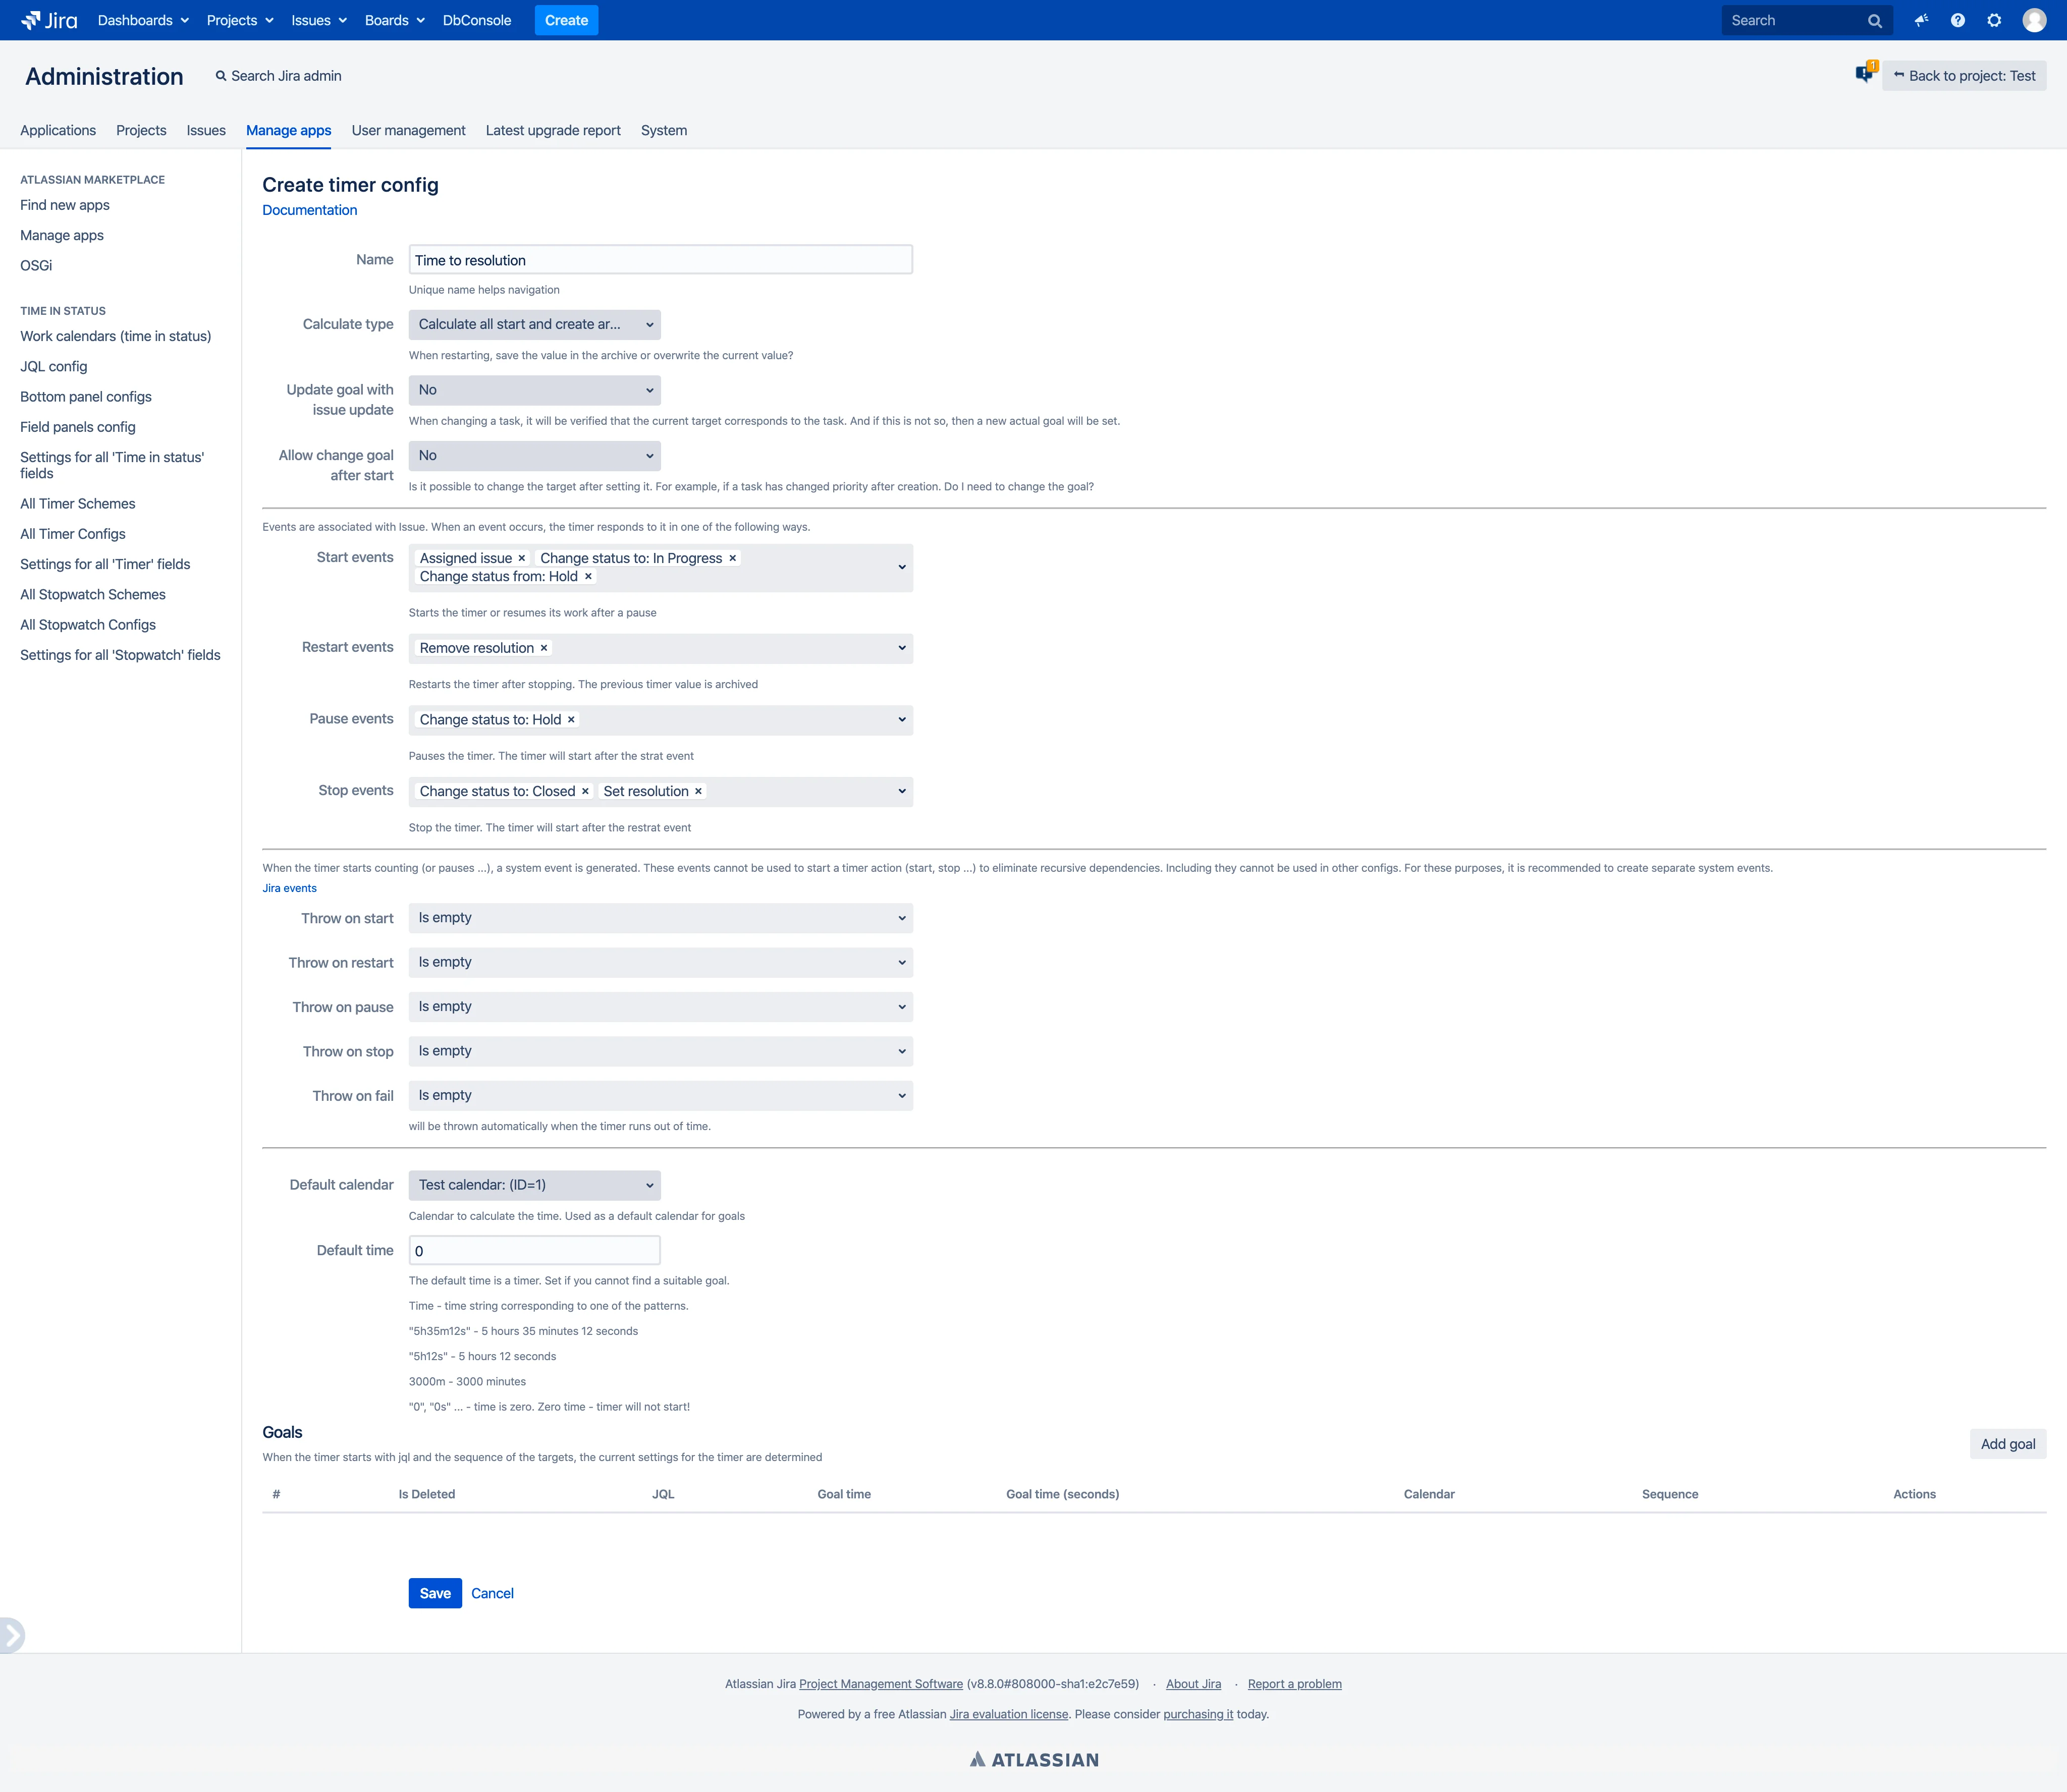 Jira Dashboards Projects Issues Boards DbConsole Create Search
Administration Search Jira admin 1 Back to project: Test
Applications Projects Issues Manage apps User management Latest upgrade report System
ATLASSIAN MARKETPLACE
Find new apps
Manage apps
OSGi
TIME IN STATUS
Work calendars (time in status)
JQL config
Bottom panel configs
Field panels config
Settings for all 'Time in status'
fields
All Timer Schemes
All Timer Configs
Settings for all 'Timer' fields
All Stopwatch Schemes
All Stopwatch Configs
Settings for all 'Stopwatch' fields
Create timer config
Documentation
Name Time to resolution
Unique name helps navigation
Calculate type Calculate all start and create ar...
When restarting, save the value in the archive or overwrite the current value?
Update goal with
issue update
No
When changing a task, it will be verified that the current target corresponds to the task. And if this is not so, then a new actual goal will be set.
Allow change goal
after start
No
Is it possible to change the target after setting it. For example, if a task has changed priority after creation. Do I need to change the goal?
Events are associated with Issue. When an event occurs, the timer responds to it in one of the following ways.
Start events Assigned issue × Change status to: In Progress ×
Change status from: Hold ×
Starts the timer or resumes its work after a pause
Restart events Remove resolution ×
Restarts the timer after stopping. The previous timer value is archived
Pause events Change status to: Hold ×
Pauses the timer. The timer will start after the strat event
Stop events Change status to: Closed × Set resolution ×
Stop the timer. The timer will start after the restrat event
When the timer starts counting (or pauses ...), a system event is generated. These events cannot be used to start a timer action (start, stop ...) to eliminate recursive dependencies. Including they cannot be used in other configs. For these purposes, it is recommended to create separate system events.
Jira events
Throw on start Is empty
Throw on restart Is empty
Throw on pause Is empty
Throw on stop Is empty
Throw on fail Is empty
will be thrown automatically when the timer runs out of time.
Default calendar Test calendar: (ID=1)
Calendar to calculate the time. Used as a default calendar for goals
Default time 0
The default time is a timer. Set if you cannot find a suitable goal.
Time - time string corresponding to one of the patterns.
"5h35m12s" - 5 hours 35 minutes 12 seconds
"5h12s" - 5 hours 12 seconds
3000m - 3000 minutes
"0", "0s" ... - time is zero. Zero time - timer will not start!
Goals
Add goal
When the timer starts with jql and the sequence of the targets, the current settings for the timer are determined
# Is Deleted JQL Goal time Goal time (seconds) Calendar Sequence Actions
Save Cancel
Atlassian Jira Project Management Software (v8.8.0#808000-sha1:e2c7e59) · About Jira · Report a problem
Powered by a free Atlassian Jira evaluation license. Please consider purchasing it today.
ATLASSIAN